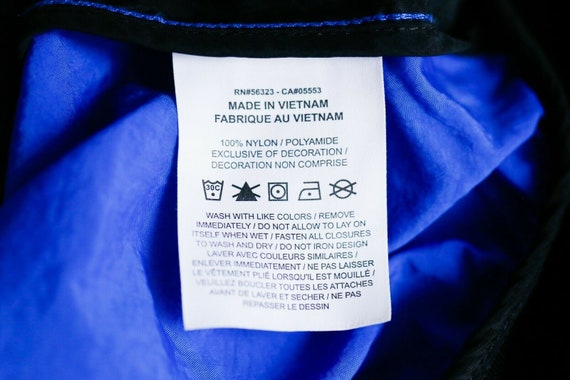 RN#56323 - CA#05553
MADE IN VIETNAM
FABRIQUE AU VIETNAM
100% NYLON / POLYAMIDE
EXCLUSIVE OF DECORATION /
DECORATION NON COMPRISE
30C
WASH WITH LIKE COLORS / REMOVE
IMMEDIATELY / DO NOT ALLOW TO LAY ON
ITSELF WHEN WET / FASTEN ALL CLOSURES
TO WASH AND DRY / DO NOT IRON DESIGN
LAVER AVEC COULEURS SIMILAIRES /
ENLEVER IMMEDIATEMENT / NE PAS LAISSER
LE VÊTEMENT PLIÉ LORSQU'IL EST MOUILLÉ /
VEUILLEZ BOUCLER TOUTES LES ATTACHES
AVANT DE LAVER ET SECHER / NE PAS
REPASSER LE DESSIN